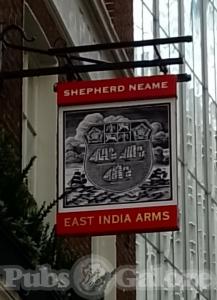 SHEPHERD NEAME
EAST INDIA ARMS
Pubs Galore